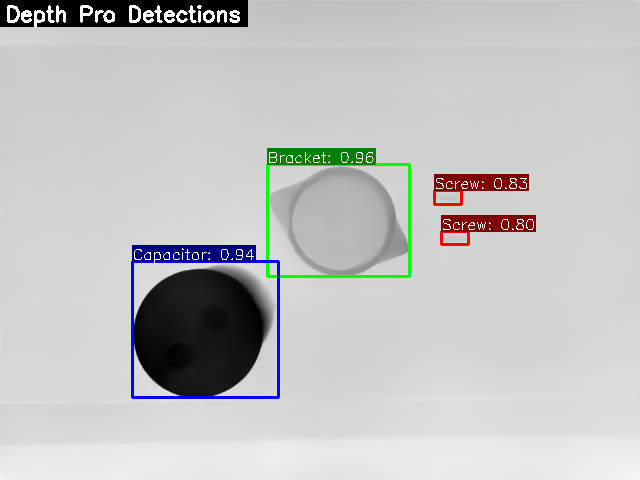 Depth Pro Detections
Bracket: 0.96
Screw: 0.83
Screw: 0.80
Capacitor: 0.94